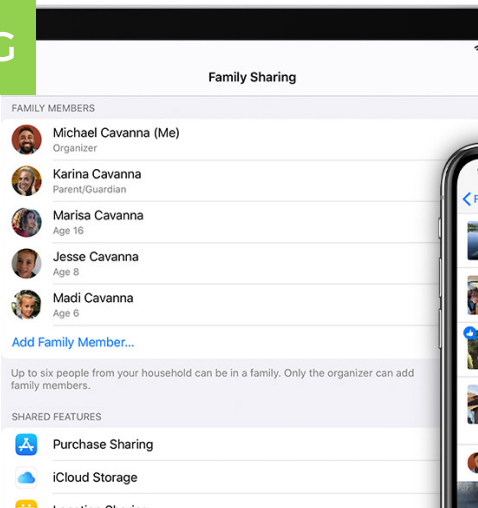 G
Family Sharing
FAMILY MEMBERS
Michael Cavanna (Me)
Organizer
Karina Cavanna
Parent/Guardian
Marisa Cavanna
Age 16
Jesse Cavanna
Age 8
Madi Cavanna
Age 6
Add Family Member...
Up to six people from your household can be in a family. Only the organizer can add
family members.
SHARED FEATURES
Purchase Sharing
iCloud Storage
Location Sharing